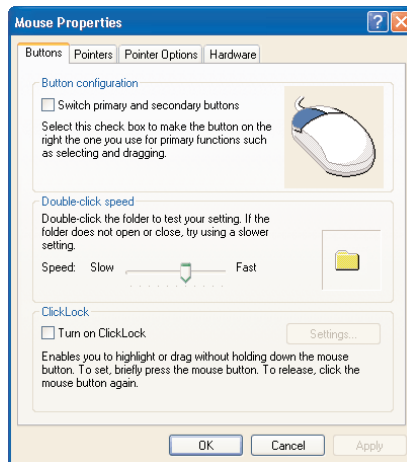 Mouse Properties
Buttons Pointers Pointer Options Hardware
Button configuration
Switch primary and secondary buttons
Select this check box to make the button on the
right the one you use for primary functions such
as selecting and dragging.
Double-click speed
Double-click the folder to test your setting. If the
folder does not open or close, try using a slower
setting.
Speed: Slow Fast
ClickLock
Turn on ClickLock Settings...
Enables you to highlight or drag without holding down the mouse
button. To set, briefly press the mouse button. To release, click the
mouse button again.
OK Cancel Apply